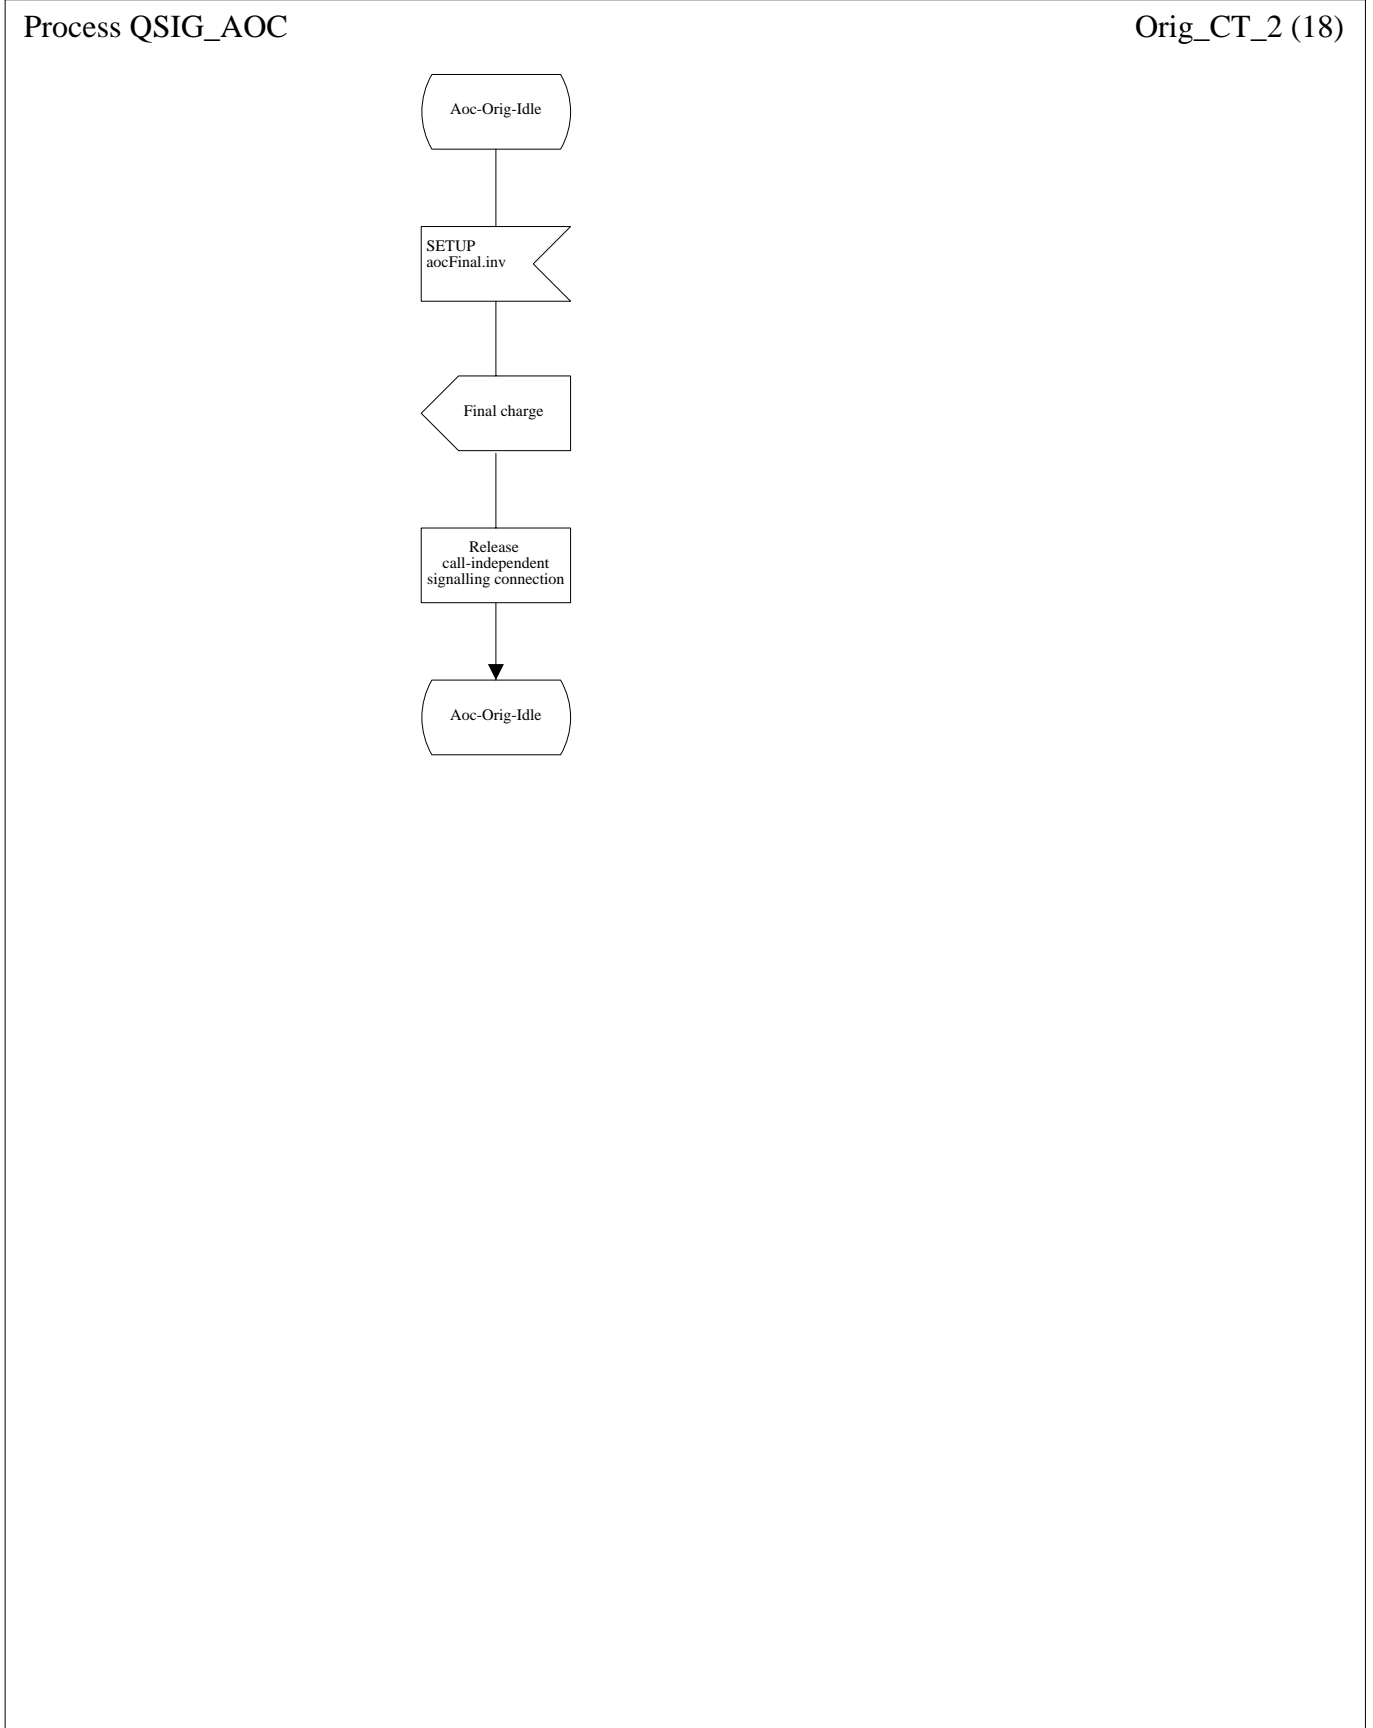 Process QSIG_AOC
Orig_CT_2 (18)
Aoc-Orig-Idle
SETUP
aocFinal.inv
Final charge
Release
call-independent
signalling connection
Aoc-Orig-Idle